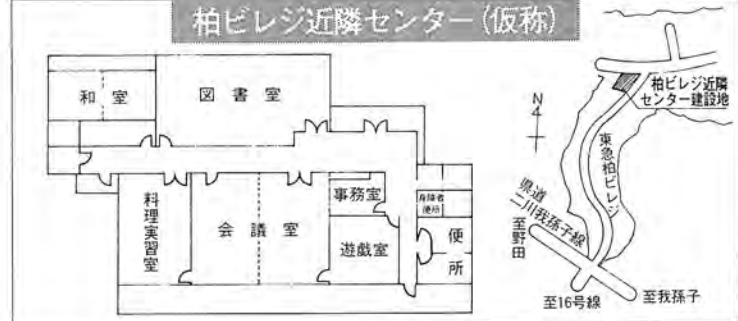 柏ビレジ近隣センター(仮称)
和室
図書室
料理実習室
会議室
事務室
遊戯室
身障者
便所
便所
N
柏ビレジ近隣
センター建設地
東急柏ビレジ
県道
二川我孫子線
至野田
至16号線
至我孫子